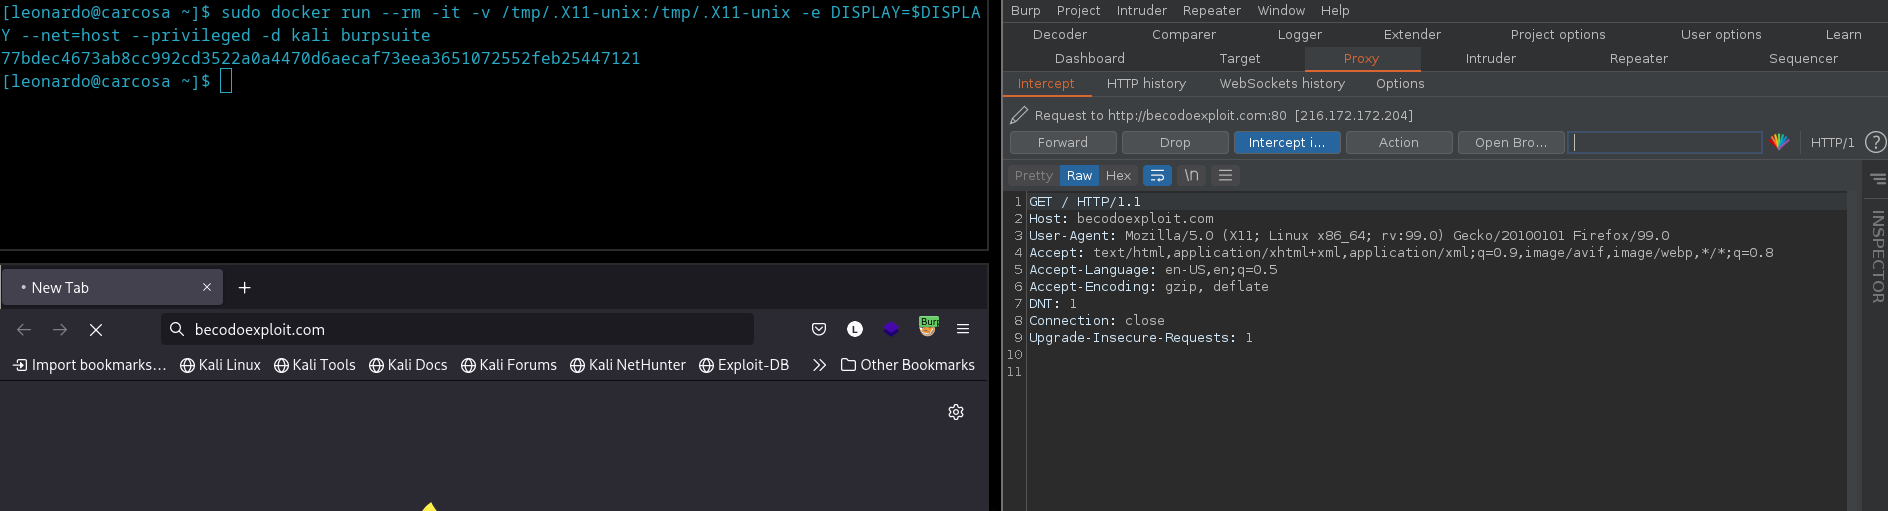 [leonardo@carcosa ~]$ sudo docker run --rm -it -v /tmp/.X11-unix:/tmp/.X11-unix -e DISPLAY=$DISPLA
Y --net=host --privileged -d kali burpsuite
77bdec4673ab8cc992cd3522a0a4470d6aecaf73eea3651072552feb25447121
[leonardo@carcosa ~]$
New Tab
becodoexploit.com
L
Burp
Import bookmarks... Kali Linux Kali Tools Kali Docs Kali Forums Kali NetHunter Exploit-DB Other Bookmarks
Burp Project Intruder Repeater Window Help
Decoder Comparer Logger Extender Project options User options Learn
Dashboard Target Proxy Intruder Repeater Sequencer
Intercept HTTP history WebSockets history Options
Request to http://becodoexploit.com:80 [216.172.172.204]
Forward Drop Intercept i... Action Open Bro... HTTP/1 ?
Pretty Raw Hex \n
1 GET / HTTP/1.1
2 Host: becodoexploit.com
3 User-Agent: Mozilla/5.0 (X11; Linux x86_64; rv:99.0) Gecko/20100101 Firefox/99.0
4 Accept: text/html,application/xhtml+xml,application/xml;q=0.9,image/avif,image/webp,*/*;q=0.8
5 Accept-Language: en-US,en;q=0.5
6 Accept-Encoding: gzip, deflate
7 DNT: 1
8 Connection: close
9 Upgrade-Insecure-Requests: 1
10
11
INSPECTOR